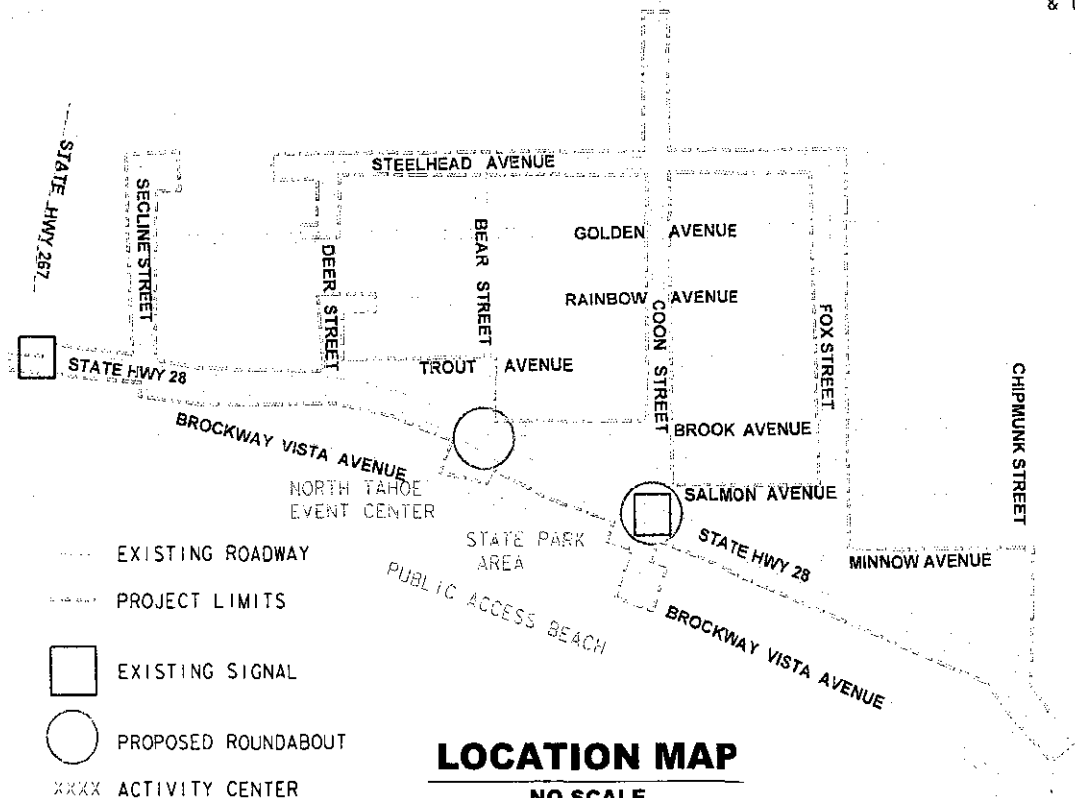 &
STEELHEAD AVENUE
STATE HWY 267
SECLINE STREET
DEER STREET
BEAR STREET
GOLDEN AVENUE
RAINBOW AVENUE
COON STREET
FOX STREET
CHIPMUNK STREET
STATE HWY 28
TROUT AVENUE
BROCKWAY VISTA AVENUE
BROOK AVENUE
NORTH TAHOE
EVENT CENTER
SALMON AVENUE
STATE PARK
AREA
STATE HWY 28
MINNOW AVENUE
PUBLIC ACCESS BEACH
BROCKWAY VISTA AVENUE
EXISTING ROADWAY
PROJECT LIMITS
EXISTING SIGNAL
PROPOSED ROUNDABOUT
XXXX ACTIVITY CENTER
LOCATION MAP
NO SCALE